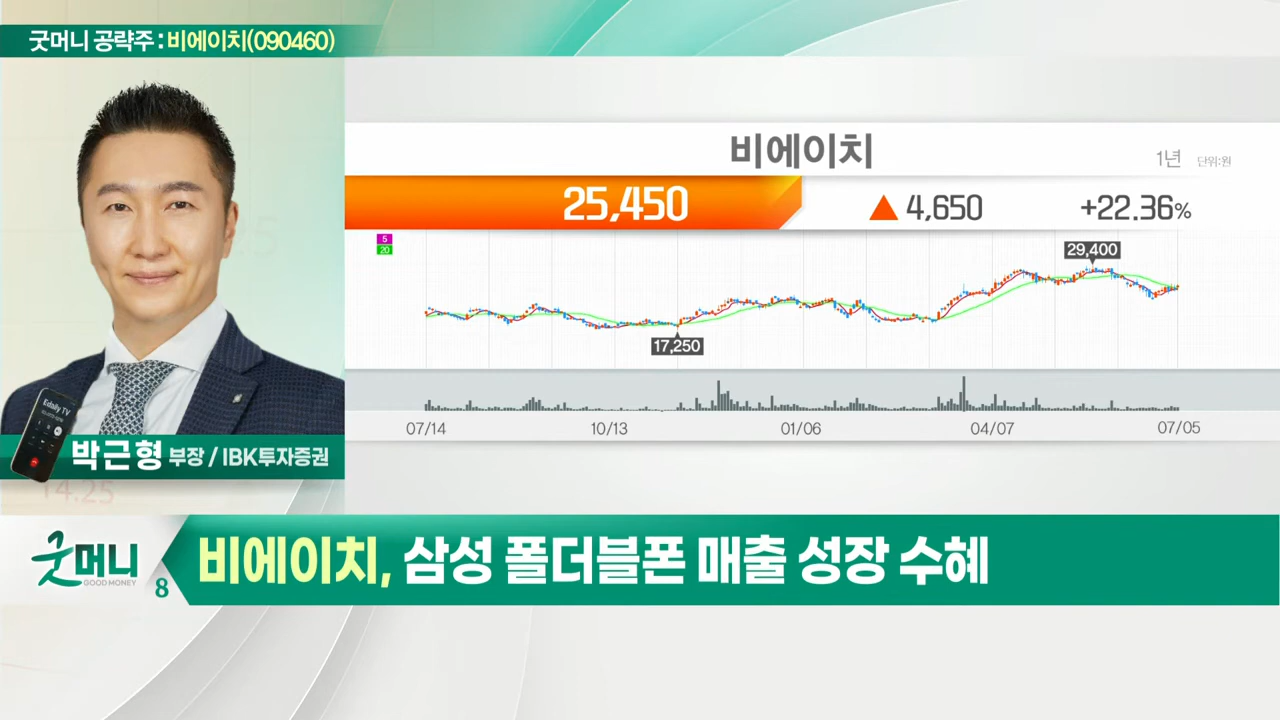 굿머니 공략주 : 비에이치(090460)
비에이치
1년 단위:원
25,450 ▲ 4,650 +22.36%
5
20
29,400
17,250
07/14 10/13 01/06 04/07 07/05
Edaily TV
박근형 부장 / IBK투자증권
14.25
굿머니
GOOD MONEY
8
비에이치, 삼성 폴더블폰 매출 성장 수혜